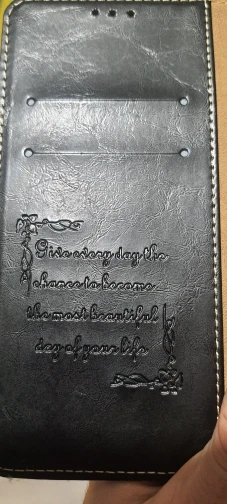 Give every day the
chance to become
the most beautiful
day of your life